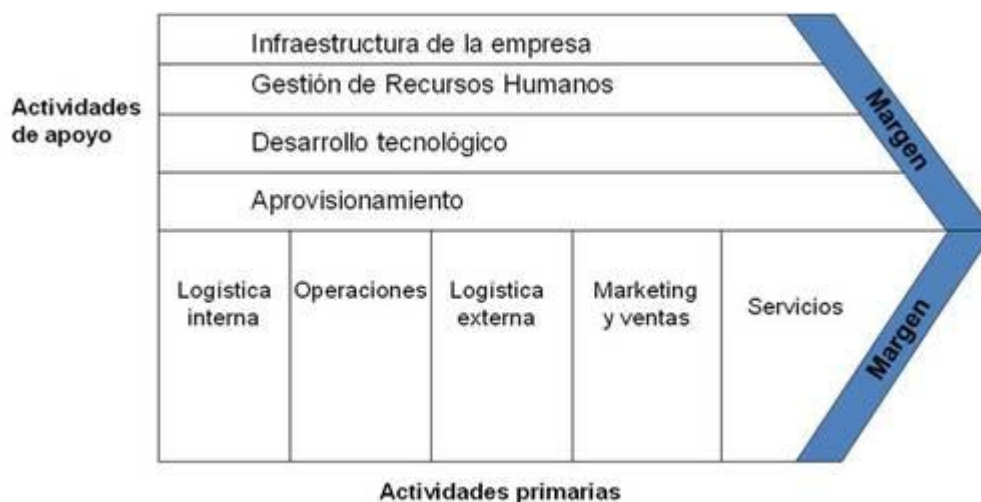 Infraestructura de la empresa
Gestión de Recursos Humanos
Actividades
de apoyo
Desarrollo tecnológico
Aprovisionamiento
Margen
Logística
interna
Operaciones
Logística
externa
Marketing
y ventas
Servicios
Margen
Actividades primarias